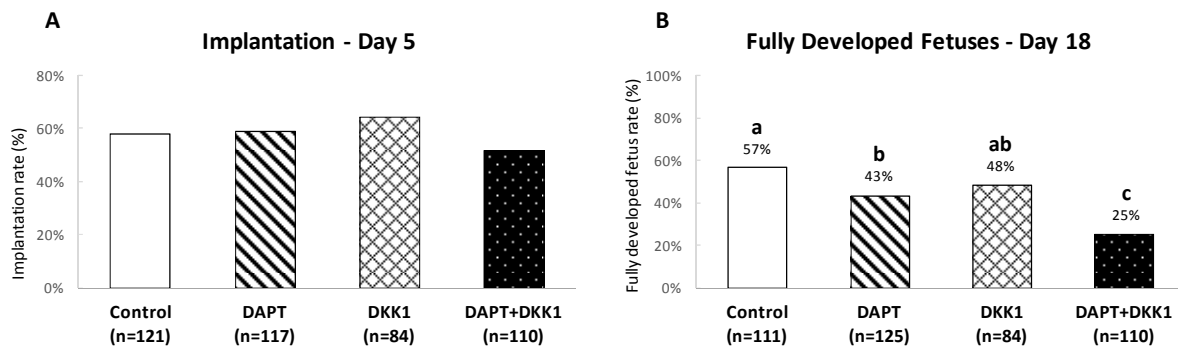 A
Implantation - Day 5
80%
60%
40%
20%
0%
Implantation rate (%)
Control
(n=121)
DAPT
(n=117)
DKK1
(n=84)
DAPT+DKK1
(n=110)
B
Fully Developed Fetuses - Day 18
100%
80%
60%
40%
20%
0%
Fully developed fetus rate (%)
a
57%
b
43%
ab
48%
c
25%
Control
(n=111)
DAPT
(n=125)
DKK1
(n=84)
DAPT+DKK1
(n=110)